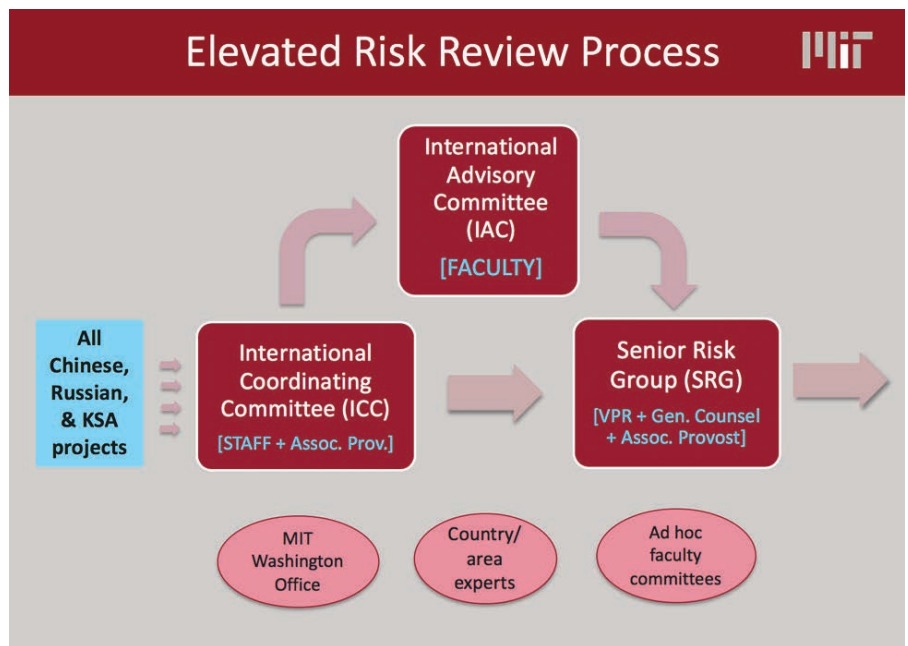 Elevated Risk Review Process
MIT
International
Advisory
Committee
(IAC)
[FACULTY]
All
Chinese,
Russian,
& KSA
projects
International
Coordinating
Committee (ICC)
[STAFF + Assoc. Prov.]
Senior Risk
Group (SRG)
[VPR + Gen. Counsel
+ Assoc. Provost]
MIT
Washington
Office
Country/
area
experts
Ad hoc
faculty
committees